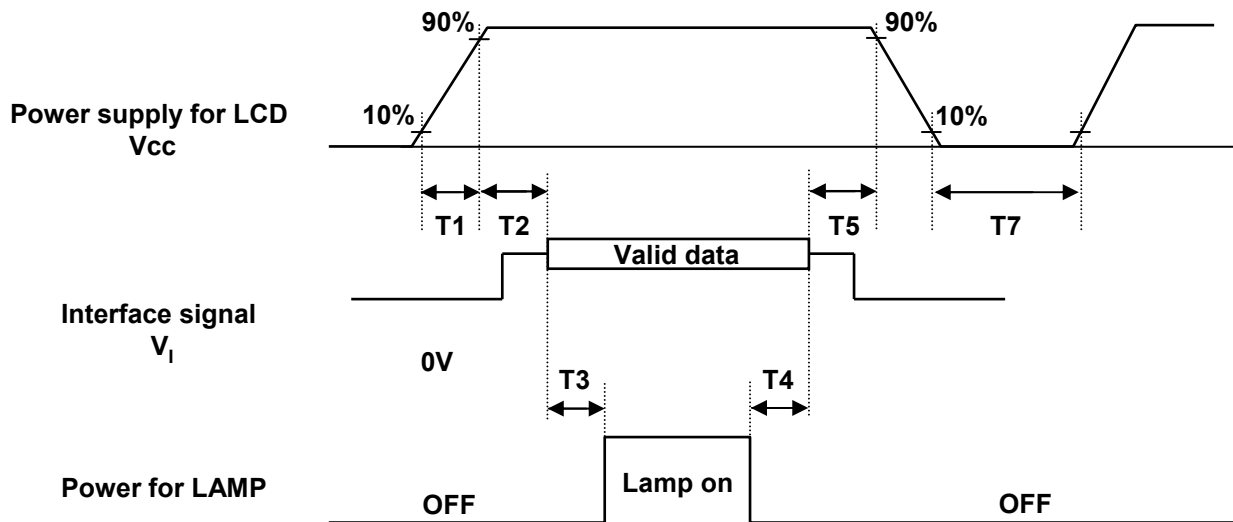 90%
90%
Power supply for LCD
Vcc
10%
10%
T1
T2
T5
T7
Valid data
Interface signal
VI
0V
T3
T4
Power for LAMP
OFF
Lamp on
OFF